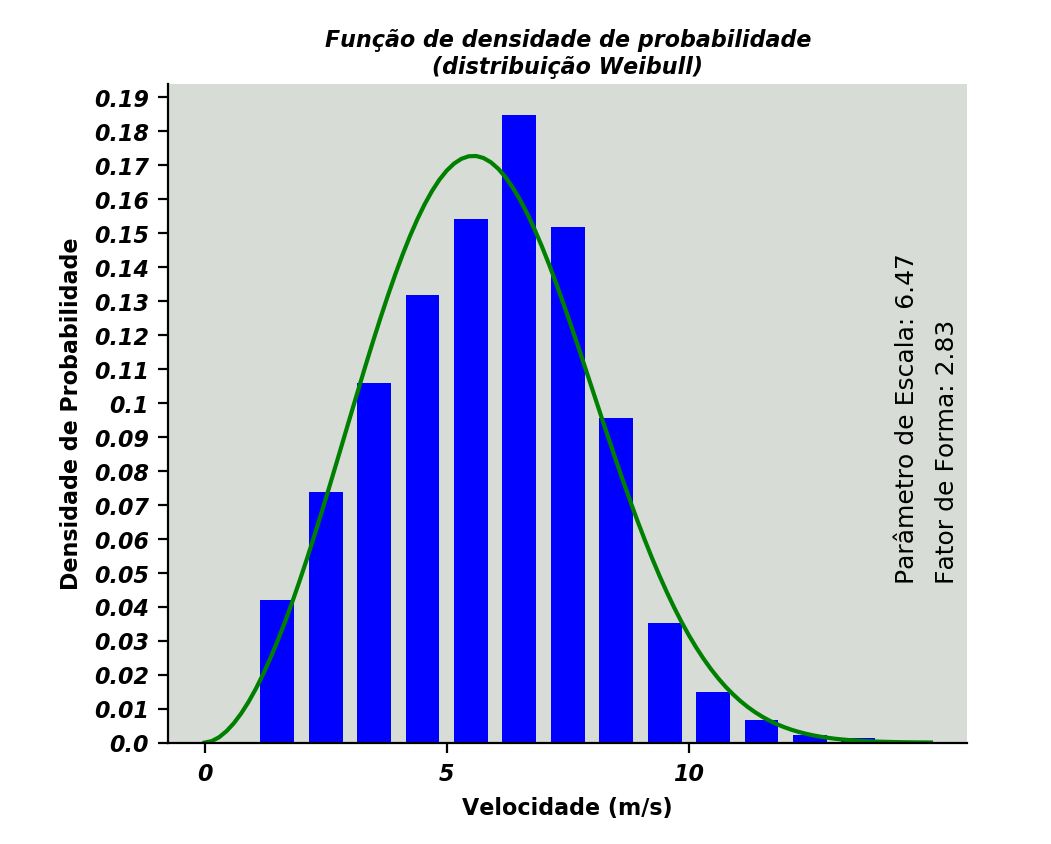 Função de densidade de probabilidade
(distribuição Weibull)
0.19
0.18
0.17
0.16
0.15
0.14
0.13
0.12
0.11
0.1
0.09
0.08
0.07
0.06
0.05
0.04
0.03
0.02
0.01
0.0
Densidade de Probabilidade
Parâmetro de Escala: 6.47
Fator de Forma: 2.83
0 5 10
Velocidade (m/s)